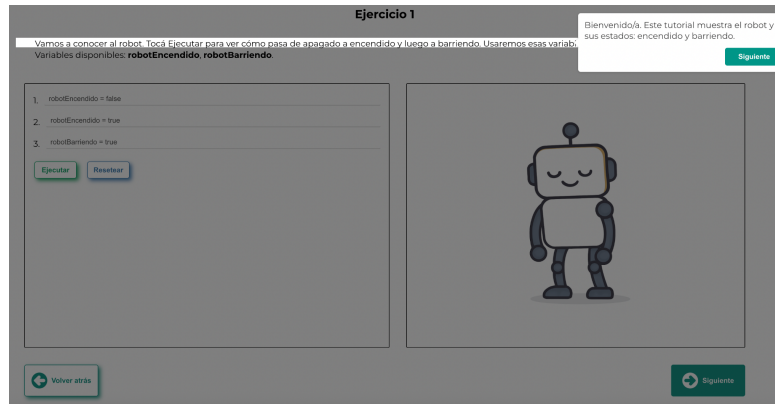 Ejercicio 1
Bienvenido/a. Este tutorial muestra el robot y
sus estados: encendido y barriendo.
Siguiente
Vamos a conocer al robot. Tocá Ejecutar para ver cómo pasa de apagado a encendido y luego a barriendo. Usaremos esas
Variables disponibles: robotEncendido, robotBarriendo.
1. robotEncendido = false
2. robotEncendido = true
3. robotBarriendo = true
Ejecutar Resetear
Volver atrás
Siguiente